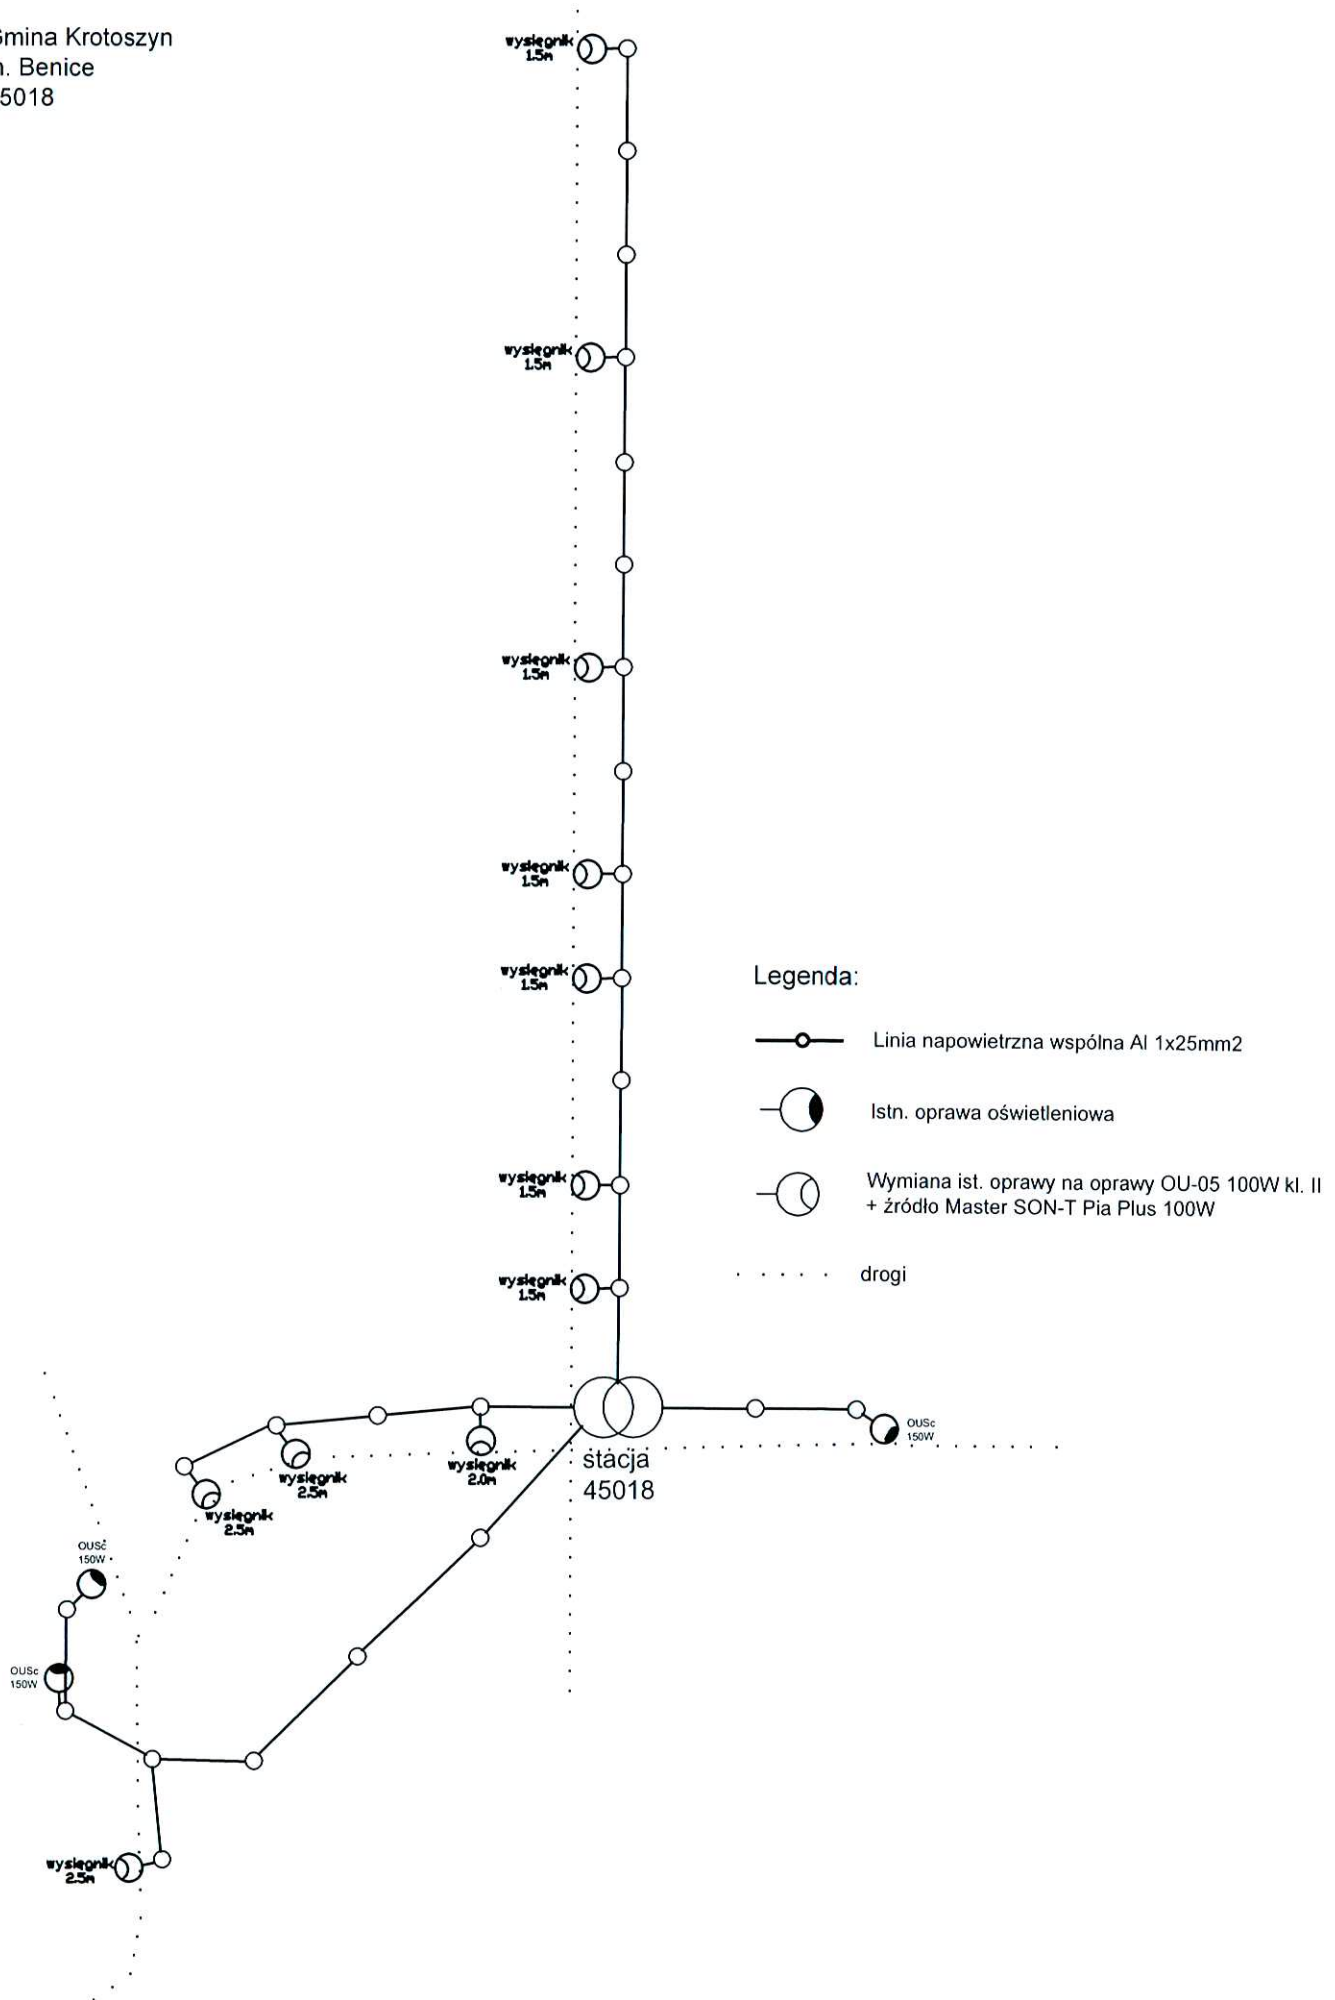 Gmina Krotoszyn
m. Benice
45018
wysięgnik
1.5m
wysięgnik
1.5m
wysięgnik
1.5m
wysięgnik
1.5m
wysięgnik
1.5m
wysięgnik
1.5m
wysięgnik
1.5m
Legenda:
Linia napowietrzna wspólna Al 1x25mm2
Istn. oprawa oświetleniowa
Wymiana ist. oprawy na oprawy OU-05 100W kl. II
+ źródło Master SON-T Pia Plus 100W
drogi
OUSc
150W
stacja
45018
wysięgnik
2.0m
wysięgnik
2.5m
wysięgnik
2.5m
OUSc
150W
OUSc
150W
wysięgnik
2.5m